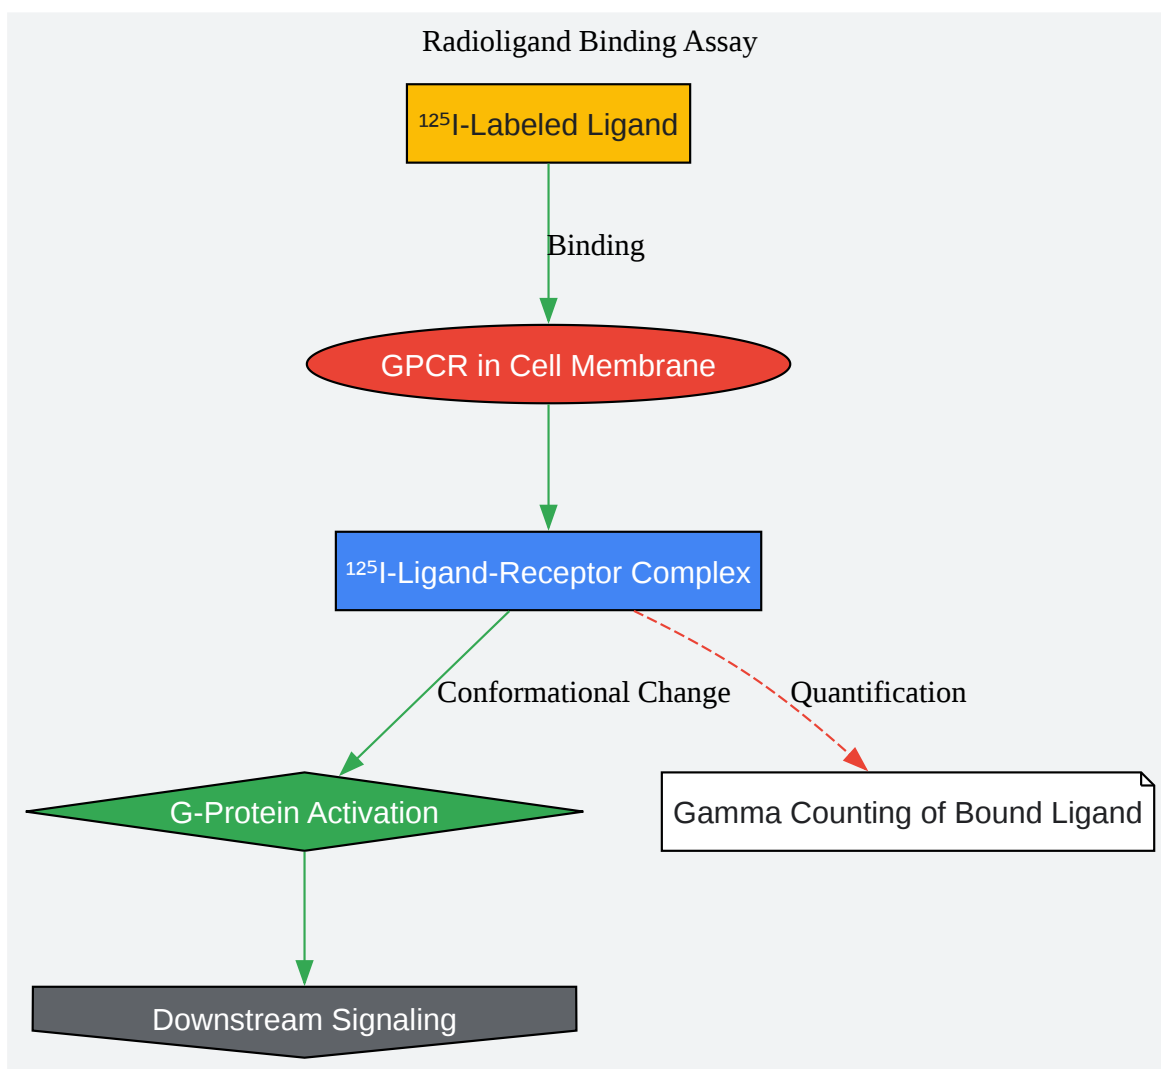 Radioligand Binding Assay
¹²⁵I-Labeled Ligand
Binding
GPCR in Cell Membrane
¹²⁵I-Ligand-Receptor Complex
Conformational Change
Quantification
G-Protein Activation
Gamma Counting of Bound Ligand
Downstream Signaling